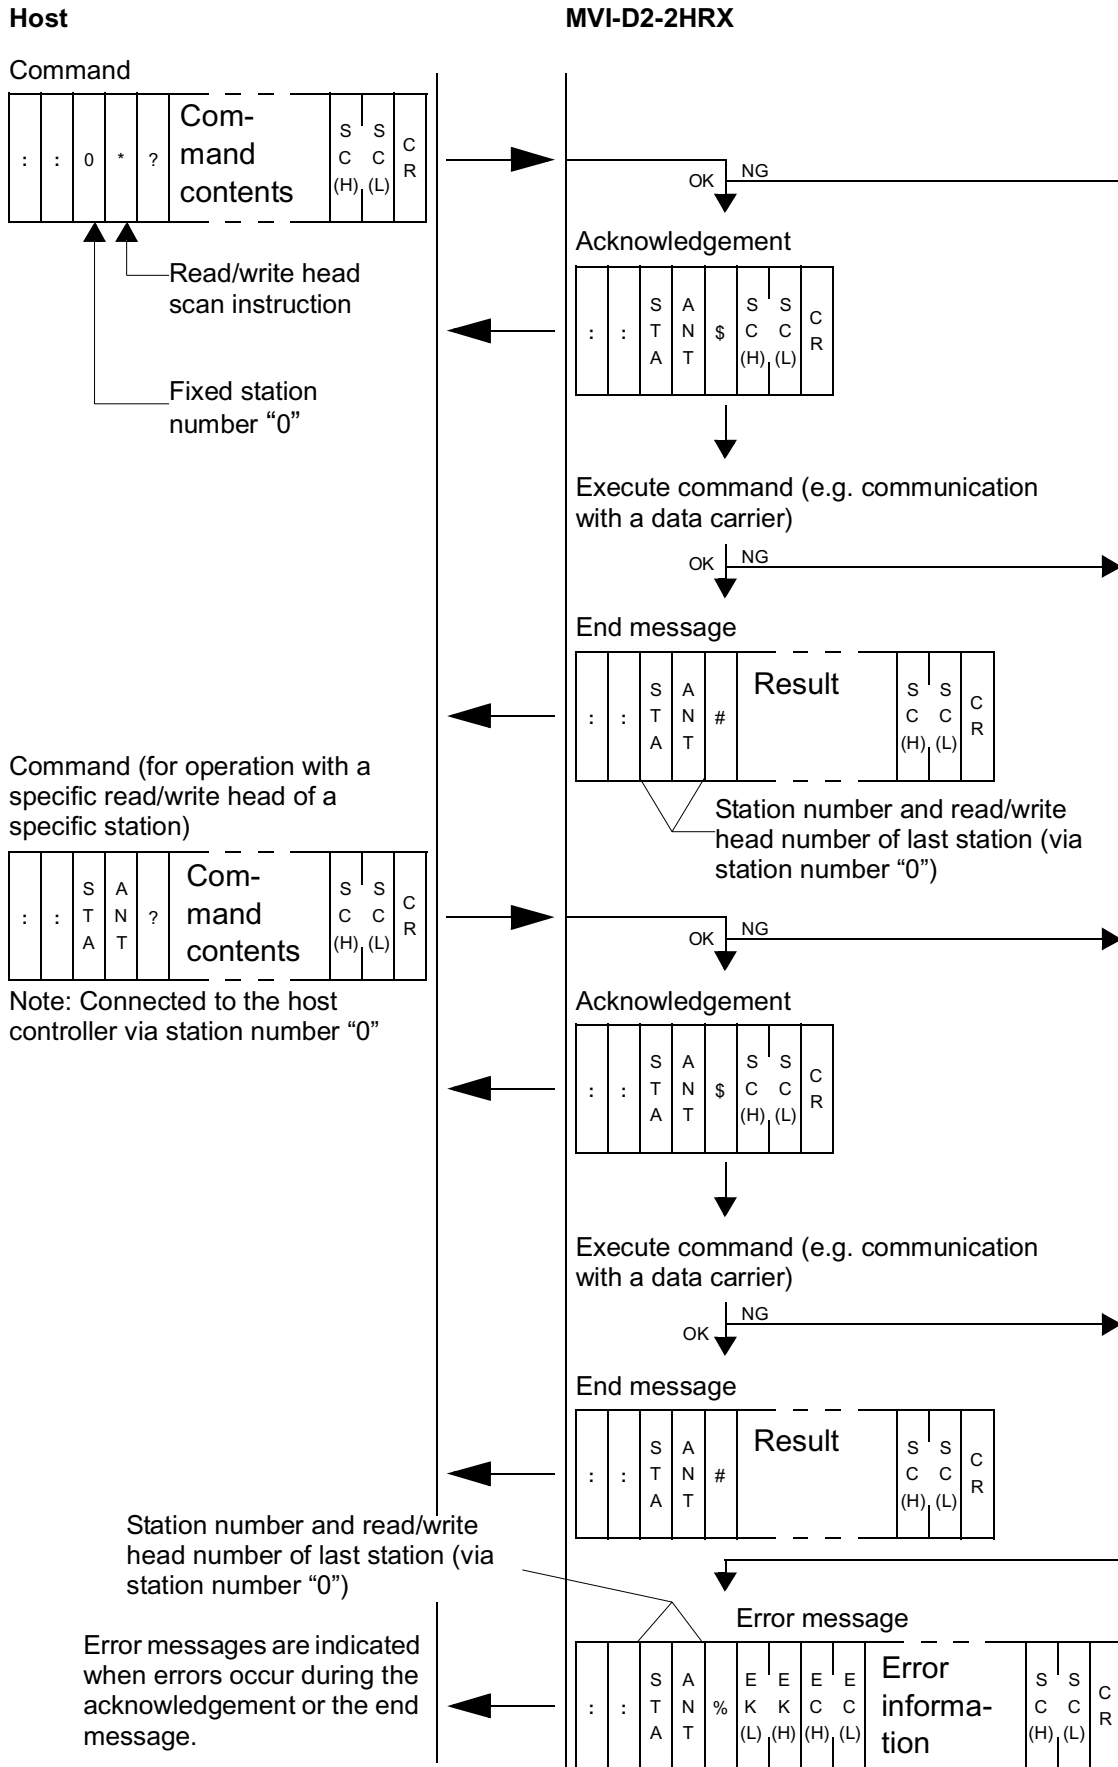 Host
MVI-D2-2HRX
Command
: : 0 * ? Com-
mand
contents
S C (H) S C (L) C R
OK NG
Acknowledgement
Read/write head
scan instruction
: : S T A A N T $ S C (H) S C (L) C R
Fixed station
number “0”
Execute command (e.g. communication
with a data carrier)
OK NG
End message
: : S T A A N T # Result S C (H) S C (L) C R
Command (for operation with a
specific read/write head of a
specific station)
Station number and read/write
head number of last station (via
station number “0”)
: : S T A A N T ? Com-
mand
contents
S C (H) S C (L) C R
OK NG
Note: Connected to the host
controller via station number “0”
Acknowledgement
: : S T A A N T $ S C (H) S C (L) C R
Execute command (e.g. communication
with a data carrier)
OK NG
End message
: : S T A A N T # Result S C (H) S C (L) C R
Station number and read/write
head number of last station (via
station number “0”)
Error message
Error messages are indicated
when errors occur during the
acknowledgement or the end
message.
: : S T A A N T % E K (L) E K (H) E C (H) E C (L) Error
informa-
tion
S C (H) S C (L) C R